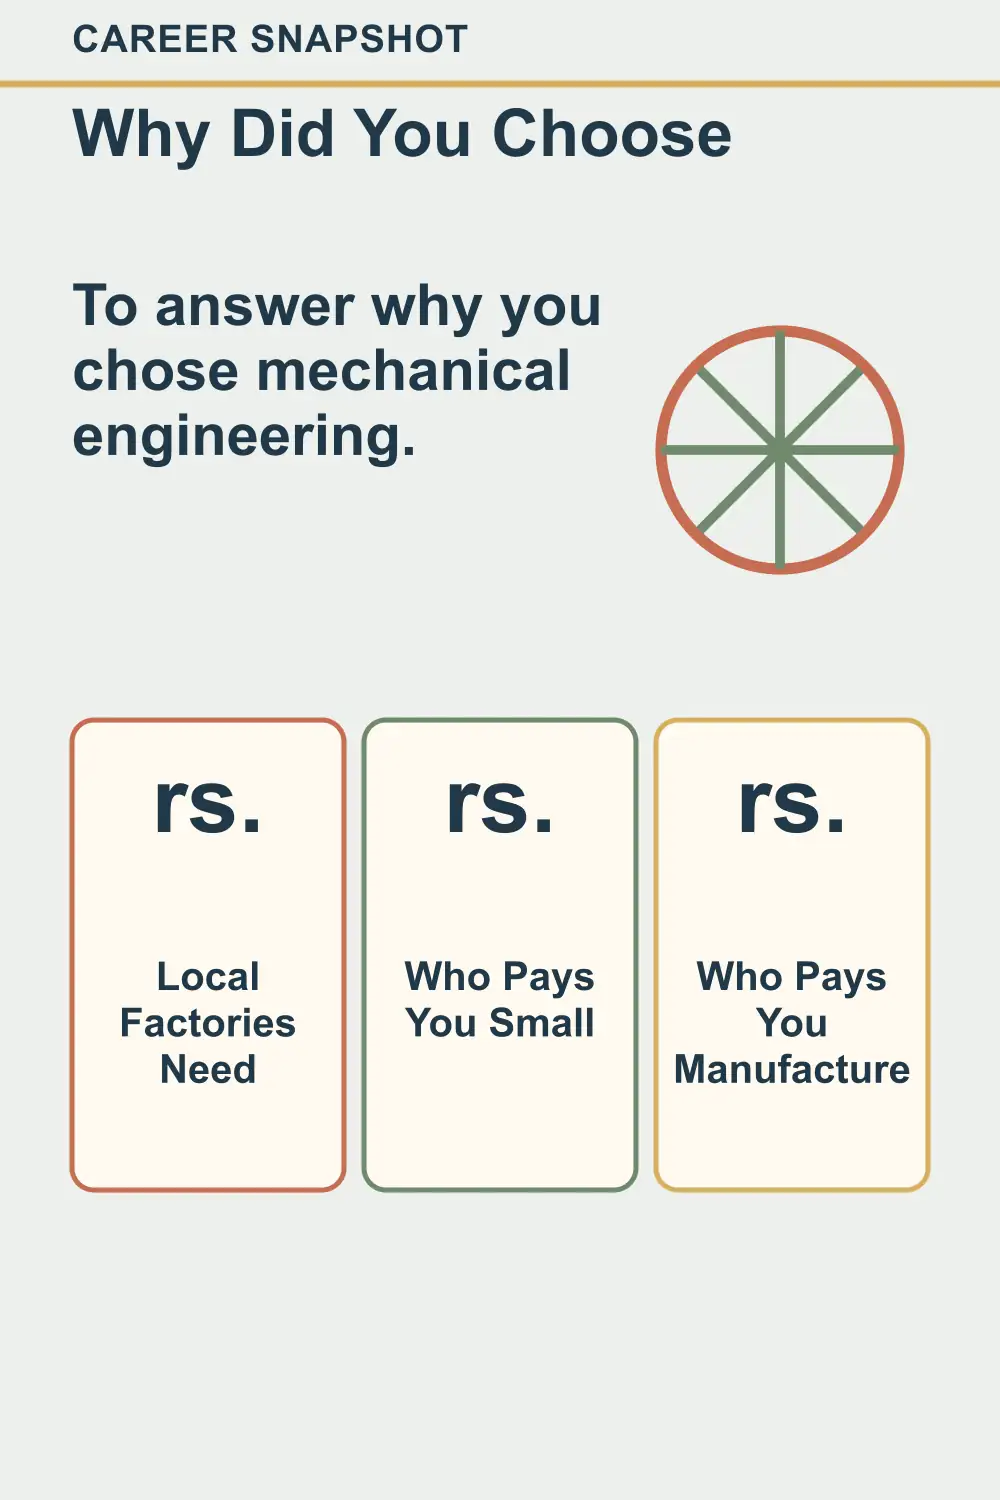 CAREER SNAPSHOT
Why Did You Choose
To answer why you
chose mechanical
engineering.
rs.
Local
Factories
Need
rs.
Who Pays
You Small
rs.
Who Pays
You
Manufacture